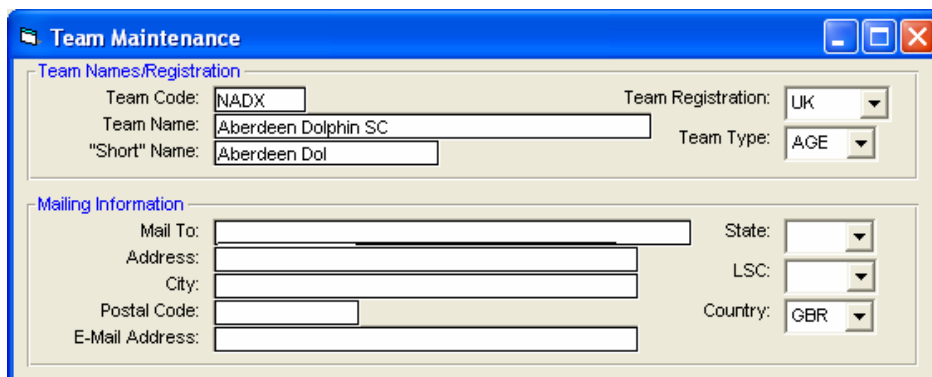 Team Maintenance
Team Names/Registration
Team Code: NADX Team Registration: UK
Team Name: Aberdeen Dolphin SC
Team Type: AGE
"Short" Name: Aberdeen Dol
Mailing Information
Mail To: State:
Address:
LSC:
City:
Postal Code: Country: GBR
E-Mail Address: